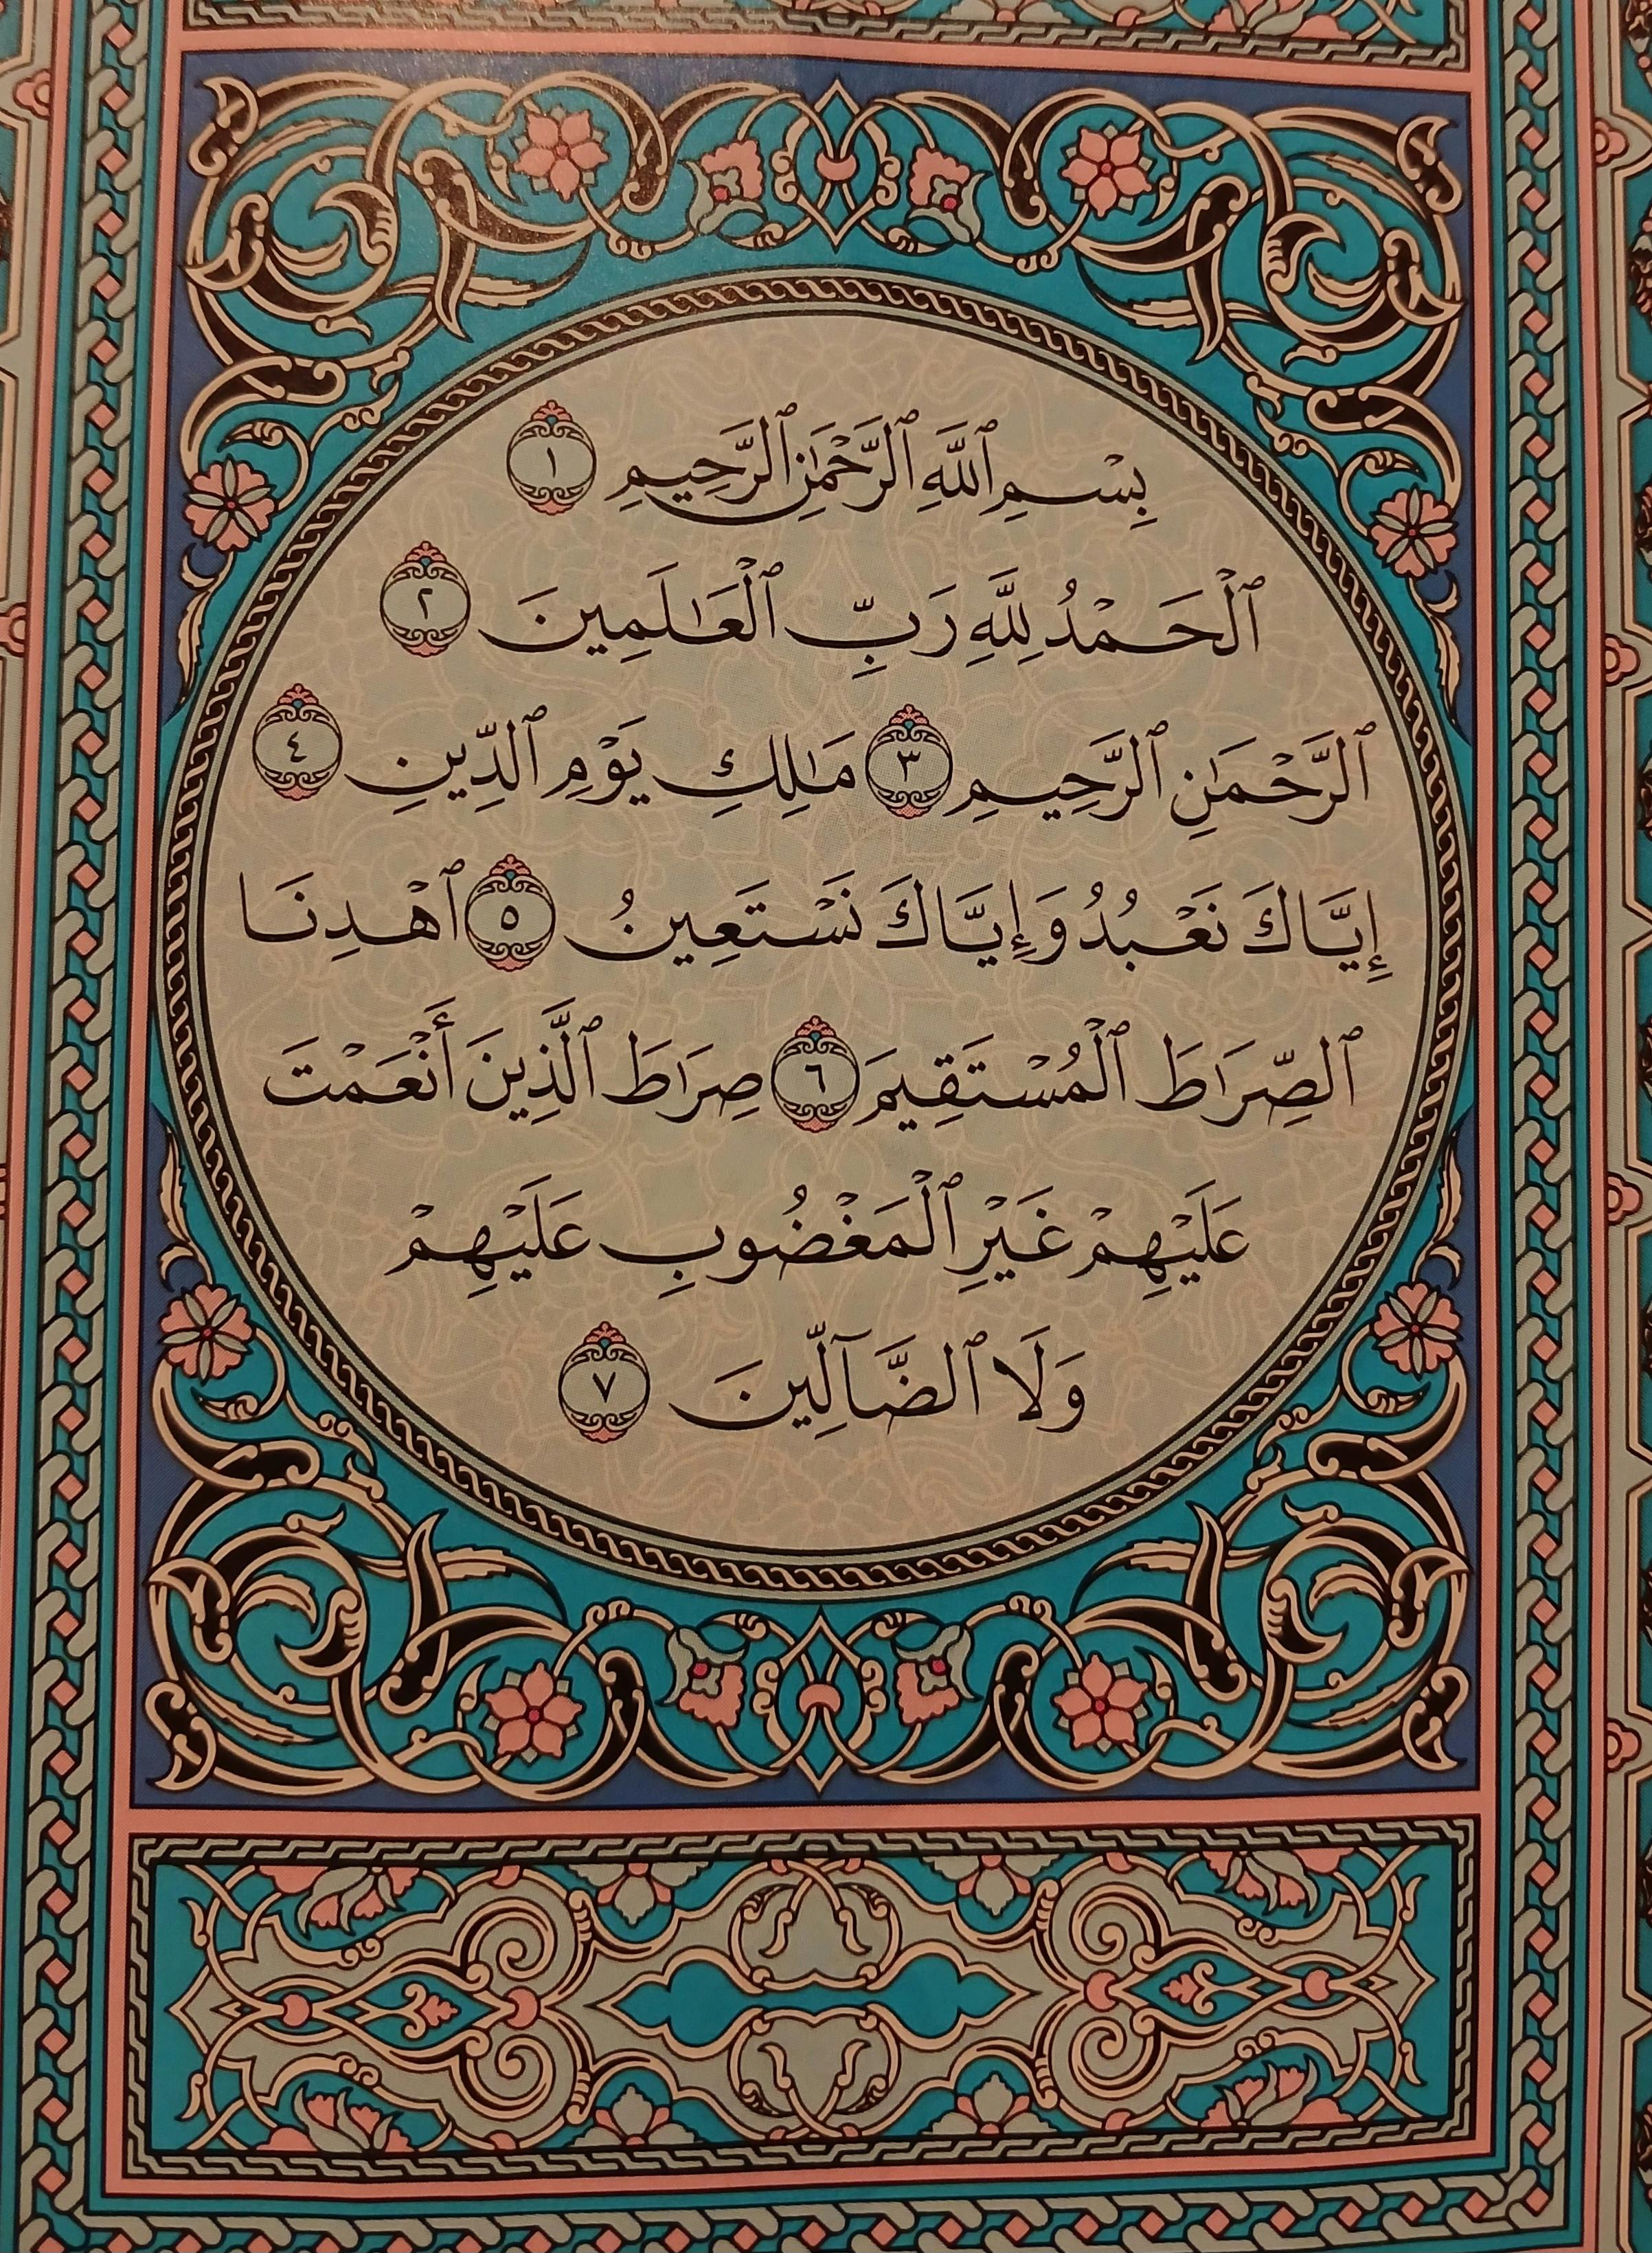 بِسْمِ ٱللَّهِ ٱلرَّحْمَٰنِ ٱلرَّحِيمِ ١
ٱلْحَمْدُ لِلَّهِ رَبِّ ٱلْعَٰلَمِينَ ٢
ٱلرَّحْمَٰنِ ٱلرَّحِيمِ ٣ مَٰلِكِ يَوْمِ ٱلدِّينِ ٤
إِيَّاكَ نَعْبُدُ وَإِيَّاكَ نَسْتَعِينُ ٥ ٱهْدِنَا
ٱلصِّرَٰطَ ٱلْمُسْتَقِيمَ ٦ صِرَٰطَ ٱلَّذِينَ أَنْعَمْتَ
عَلَيْهِمْ غَيْرِ ٱلْمَغْضُوبِ عَلَيْهِمْ
وَلَا ٱلضَّآلِّينَ ٧